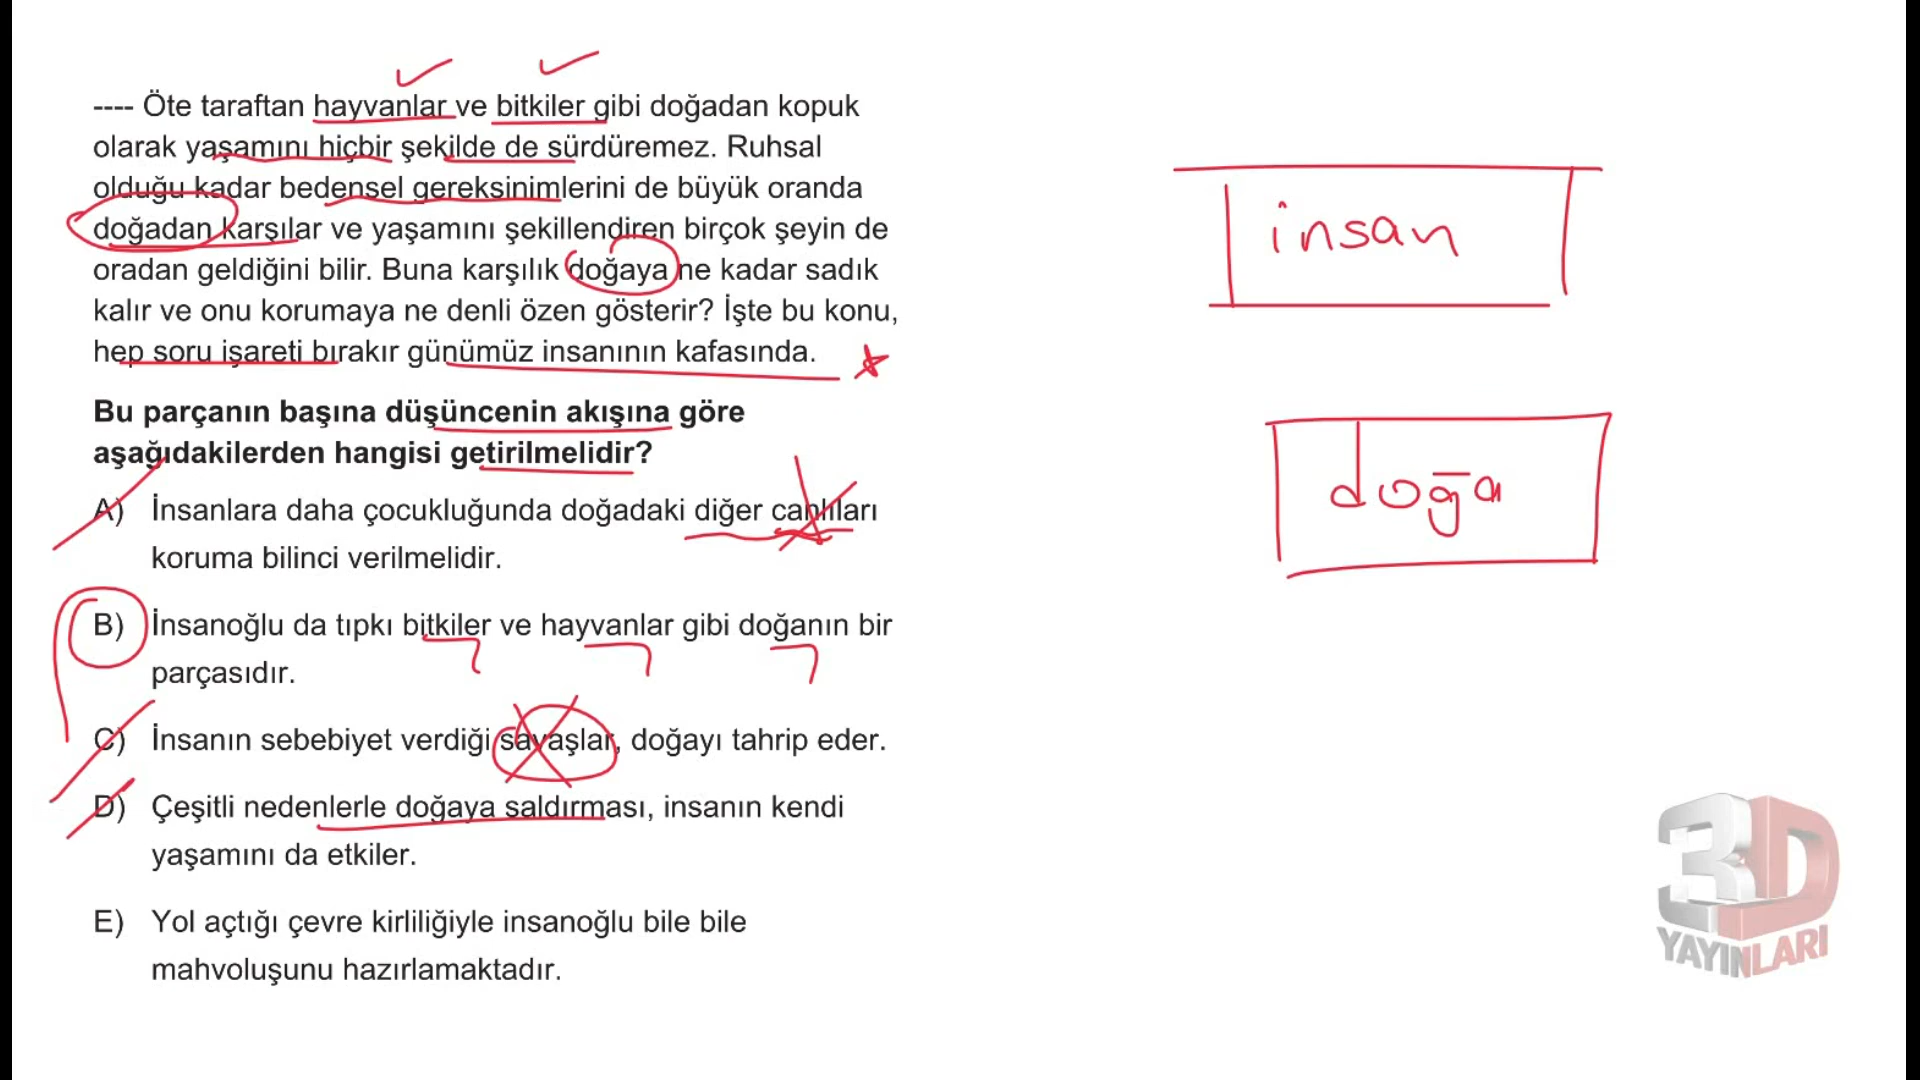 ---- Öte taraftan hayvanlar ve bitkiler gibi doğadan kopuk
olarak yaşamını hiçbir şekilde de sürdüremez. Ruhsal
olduğu kadar bedensel gereksinimlerini de büyük oranda
doğadan karşılar ve yaşamını şekillendiren birçok şeyin de
oradan geldiğini bilir. Buna karşılık doğaya ne kadar sadık
kalır ve onu korumaya ne denli özen gösterir? İşte bu konu,
hep soru işareti bırakır günümüz insanının kafasında.
Bu parçanın başına düşüncenin akışına göre
aşağıdakilerden hangisi getirilmelidir?
A) İnsanlara daha çocukluğunda doğadaki diğer canlıları
koruma bilinci verilmelidir.
B) İnsanoğlu da tıpkı bitkiler ve hayvanlar gibi doğanın bir
parçasıdır.
C) İnsanın sebebiyet verdiği savaşlar, doğayı tahrip eder.
D) Çeşitli nedenlerle doğaya saldırması, insanın kendi
yaşamını da etkiler.
E) Yol açtığı çevre kirliliğiyle insanoğlu bile bile
mahvoluşunu hazırlamaktadır.
insan
doğa
3D
YAYINLARI